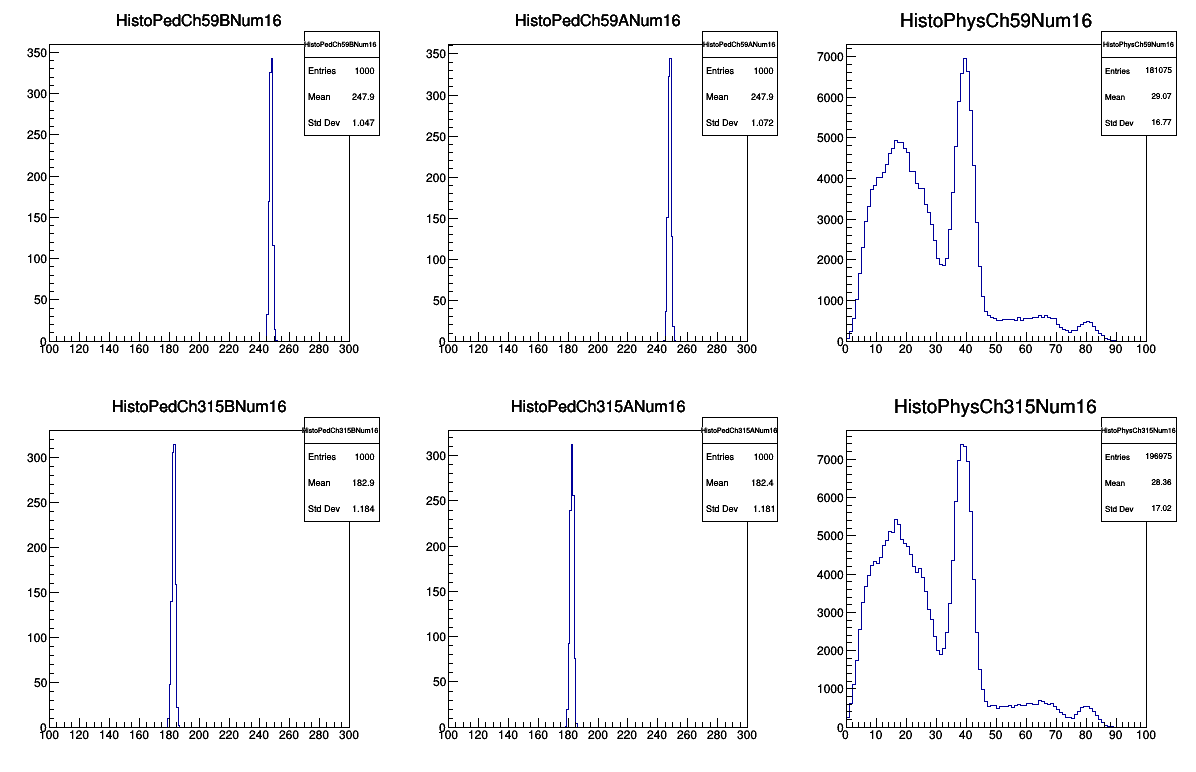 HistoPedCh59BNum16
HistoPedCh59BNum16
Entries 1000
Mean 247.9
Std Dev 1.047
350
300
250
200
150
100
50
0
100 120 140 160 180 200 220 240 260 280 300
HistoPedCh59ANum16
HistoPedCh59ANum16
Entries 1000
Mean 247.9
Std Dev 1.072
350
300
250
200
150
100
50
0
100 120 140 160 180 200 220 240 260 280 300
HistoPhysCh59Num16
HistoPhysCh59Num16
Entries 181075
Mean 29.07
Std Dev 16.77
7000
6000
5000
4000
3000
2000
1000
0
0 10 20 30 40 50 60 70 80 90 100
HistoPedCh315BNum16
HistoPedCh315BNum16
Entries 1000
Mean 182.9
Std Dev 1.184
300
250
200
150
100
50
0
100 120 140 160 180 200 220 240 260 280 300
HistoPedCh315ANum16
HistoPedCh315ANum16
Entries 1000
Mean 182.4
Std Dev 1.181
300
250
200
150
100
50
0
100 120 140 160 180 200 220 240 260 280 300
HistoPhysCh315Num16
HistoPhysCh315Num16
Entries 196975
Mean 28.36
Std Dev 17.02
7000
6000
5000
4000
3000
2000
1000
0
0 10 20 30 40 50 60 70 80 90 100